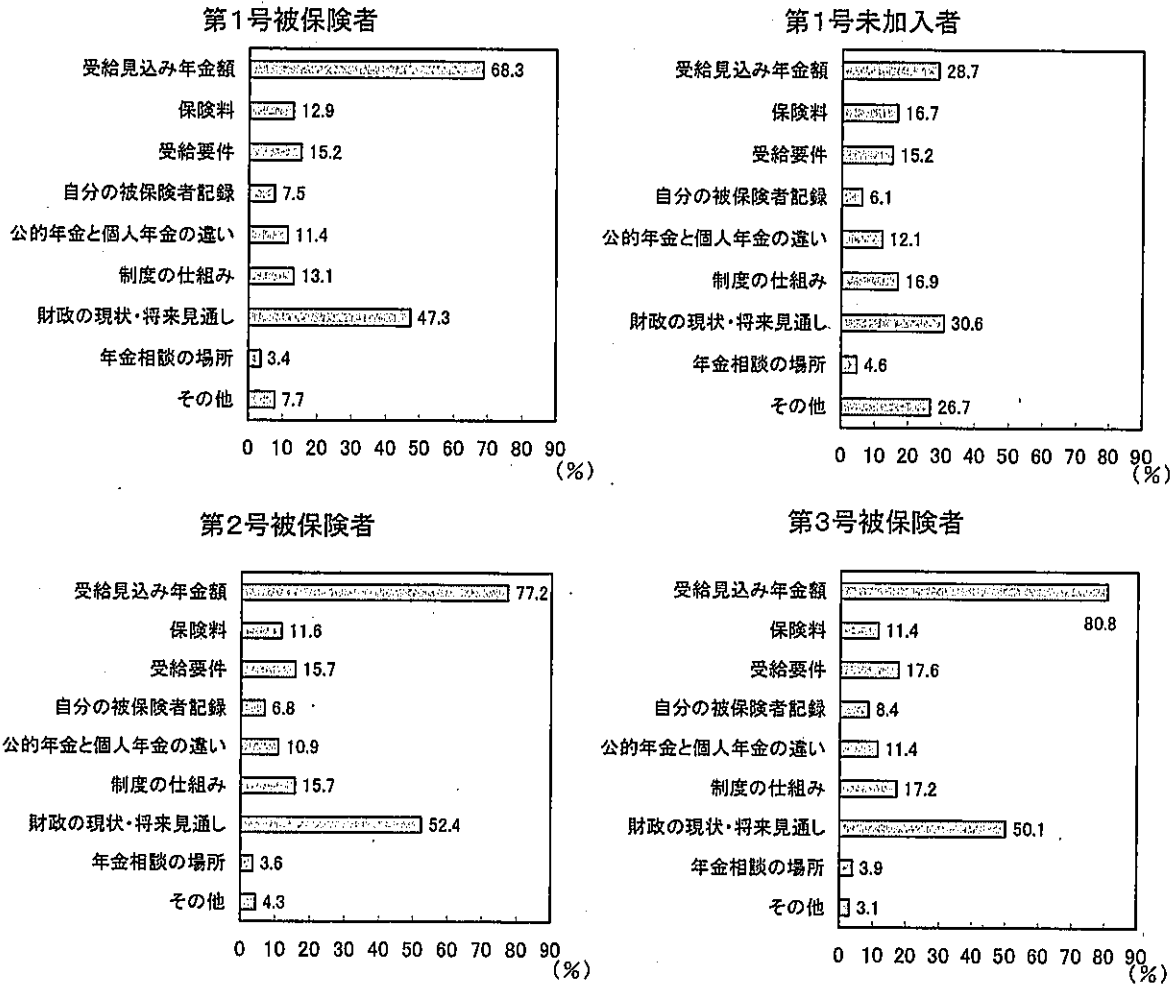 第1号被保険者
受給見込み年金額 68.3
保険料 12.9
受給要件 15.2
自分の被保険者記録 7.5
公的年金と個人年金の違い 11.4
制度の仕組み 13.1
財政の現状・将来見通し 47.3
年金相談の場所 3.4
その他 7.7
0 10 20 30 40 50 60 70 80 90
(%)
第1号未加入者
受給見込み年金額 28.7
保険料 16.7
受給要件 15.2
自分の被保険者記録 6.1
公的年金と個人年金の違い 12.1
制度の仕組み 16.9
財政の現状・将来見通し 30.6
年金相談の場所 4.6
その他 26.7
0 10 20 30 40 50 60 70 80 90
(%)
第2号被保険者
受給見込み年金額 77.2
保険料 11.6
受給要件 15.7
自分の被保険者記録 6.8
公的年金と個人年金の違い 10.9
制度の仕組み 15.7
財政の現状・将来見通し 52.4
年金相談の場所 3.6
その他 4.3
0 10 20 30 40 50 60 70 80 90
(%)
第3号被保険者
受給見込み年金額
80.8
保険料 11.4
受給要件 17.6
自分の被保険者記録 8.4
公的年金と個人年金の違い 11.4
制度の仕組み 17.2
財政の現状・将来見通し 50.1
年金相談の場所 3.9
その他 3.1
0 10 20 30 40 50 60 70 80 90
(%)